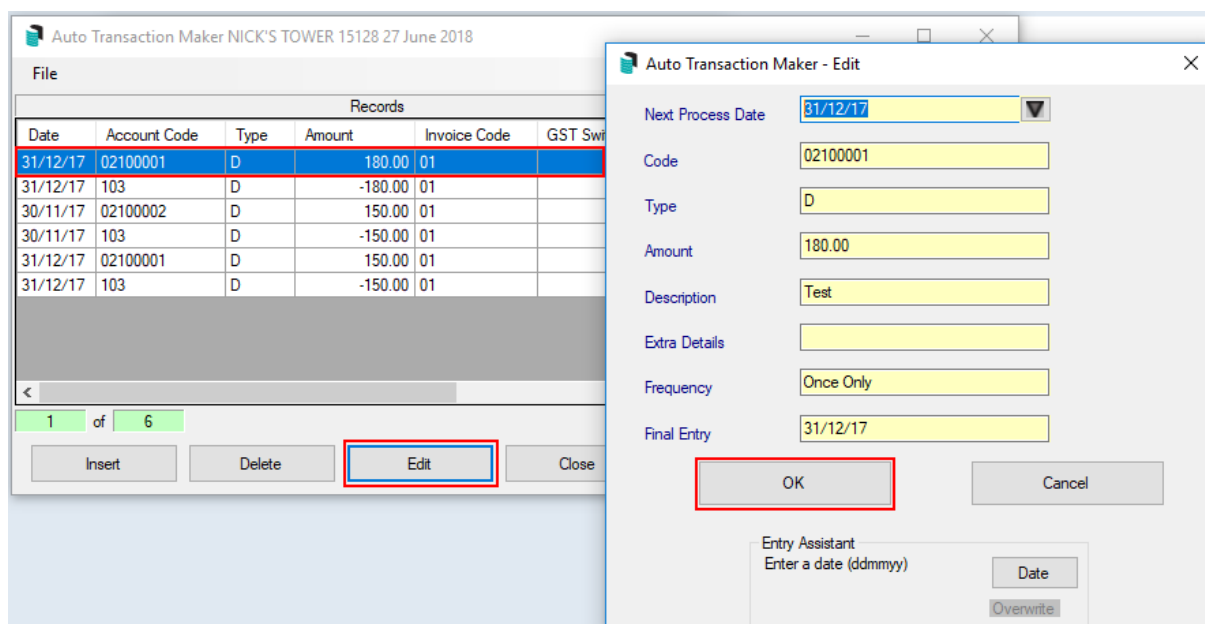 Auto Transaction Maker NICK'S TOWER 15128 27 June 2018
File
Records
Date Account Code Type Amount Invoice Code GST Swi
31/12/17 02100001 D 180.00 01
31/12/17 103 D -180.00 01
30/11/17 02100002 D 150.00 01
30/11/17 103 D -150.00 01
31/12/17 02100001 D 150.00 01
31/12/17 103 D -150.00 01
1 of 6
Insert Delete Edit Close
Auto Transaction Maker - Edit
Next Process Date 31/12/17
Code 02100001
Type D
Amount 180.00
Description Test
Extra Details
Frequency Once Only
Final Entry 31/12/17
OK Cancel
Entry Assistant
Enter a date (ddmmyy)
Date
Overwrite